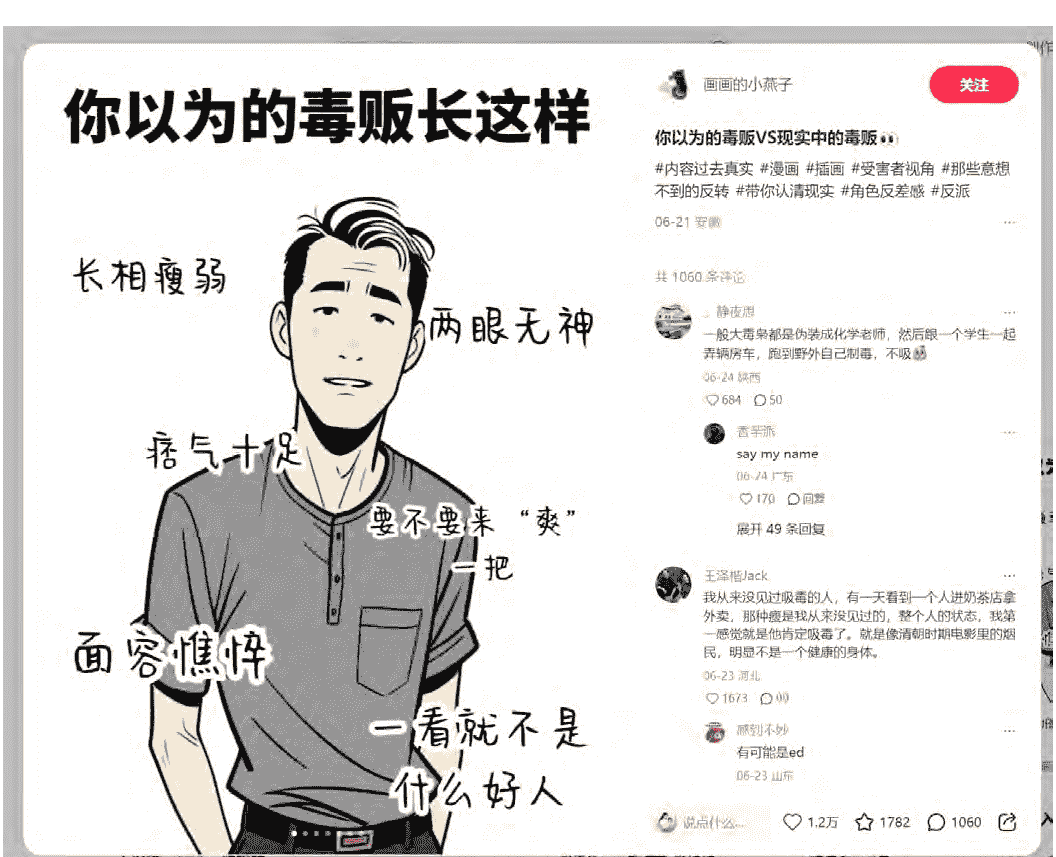 你以为的毒贩长这样
长相瘦弱
两眼无神
痞气十足
要不要来“爽”
一把
面容憔悴
一看就不是
什么好人
画画的小燕子
关注
你以为的毒贩VS现实中的毒贩👀
#内容过去真实 #漫画 #插画 #受害者视角 #那些意想
不到的反转 #带你认清现实 #角色反差感 #反派
06-21 安徽
共 1060 条评论
静夜思
一般大毒枭都是伪装成化学老师，然后跟一个学生一起
弄辆房车，跑到野外自己制毒，不吸
06-24 陕西
684 50
say my name
06-24 广东
170 回复
展开 49 条回复
王泽楷Jack
我从来没见过吸毒的人，有一天看到一个人进奶茶店拿
外卖，那种瘦是我从来没见过的，整个人的状态，我第
一感觉就是他肯定吸毒了。就是像清朝时期电影里的烟
民，明显不是一个健康的身体。
06-23 河北
1673
感到不妙
有可能是ed
06-23 山东
说点什么...
1.2万 1782 1060